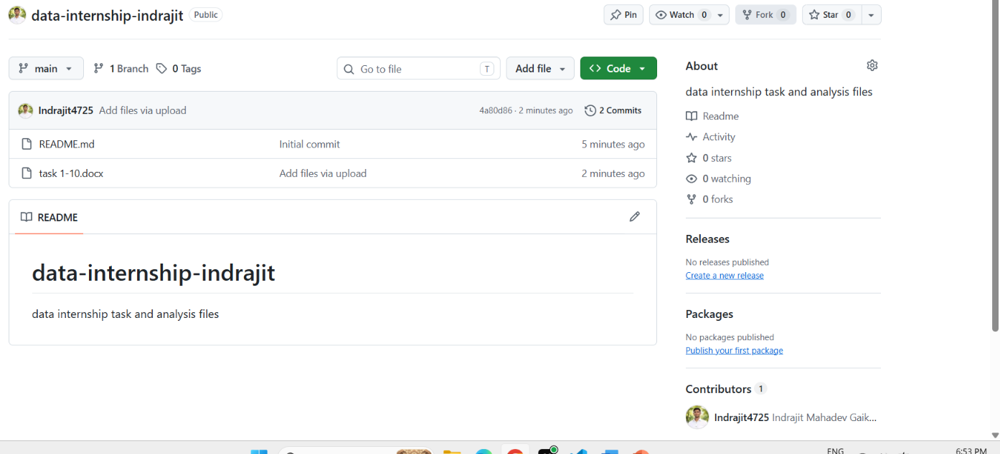 data-internship-indrajit Public
Pin Watch 0 Fork 0 Star 0
main 1 Branch 0 Tags Go to file T Add file Code
Indrajit4725 Add files via upload 4a80d86 · 2 minutes ago 2 Commits
README.md Initial commit 5 minutes ago
task 1-10.docx Add files via upload 2 minutes ago
README
data-internship-indrajit
data internship task and analysis files
About
data internship task and analysis files
Readme
Activity
0 stars
0 watching
0 forks
Releases
No releases published
Create a new release
Packages
No packages published
Publish your first package
Contributors 1
Indrajit4725 Indrajit Mahadev Gaik...
ENG
6:53 PM